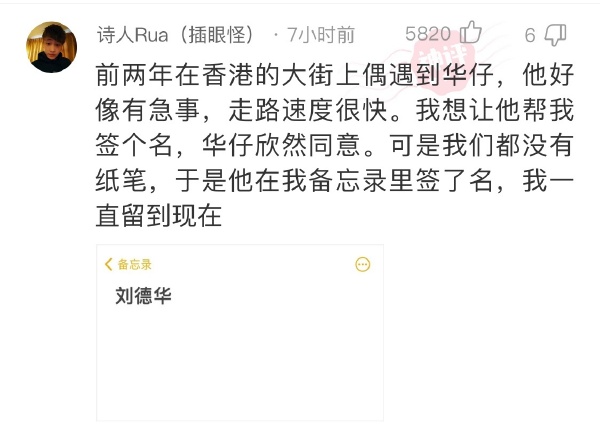 诗人Rua（插眼怪） · 7小时前 5820 6
神评
前两年在香港的大街上偶遇到华仔，他好
像有急事，走路速度很快。我想让他帮我
签个名，华仔欣然同意。可是我们都没有
纸笔，于是他在我备忘录里签了名，我一
直留到现在
备忘录
刘德华